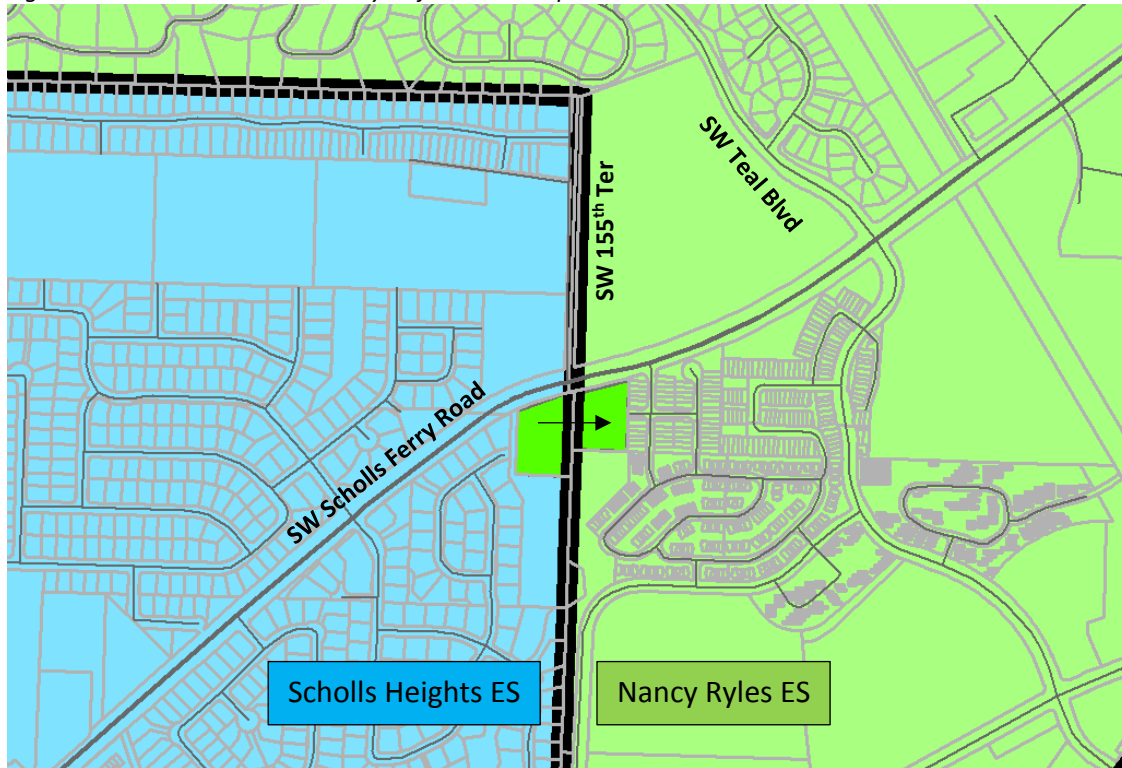 SW Teal Blvd
SW 155th Ter
SW Scholls Ferry Road
Scholls Heights ES
Nancy Ryles ES